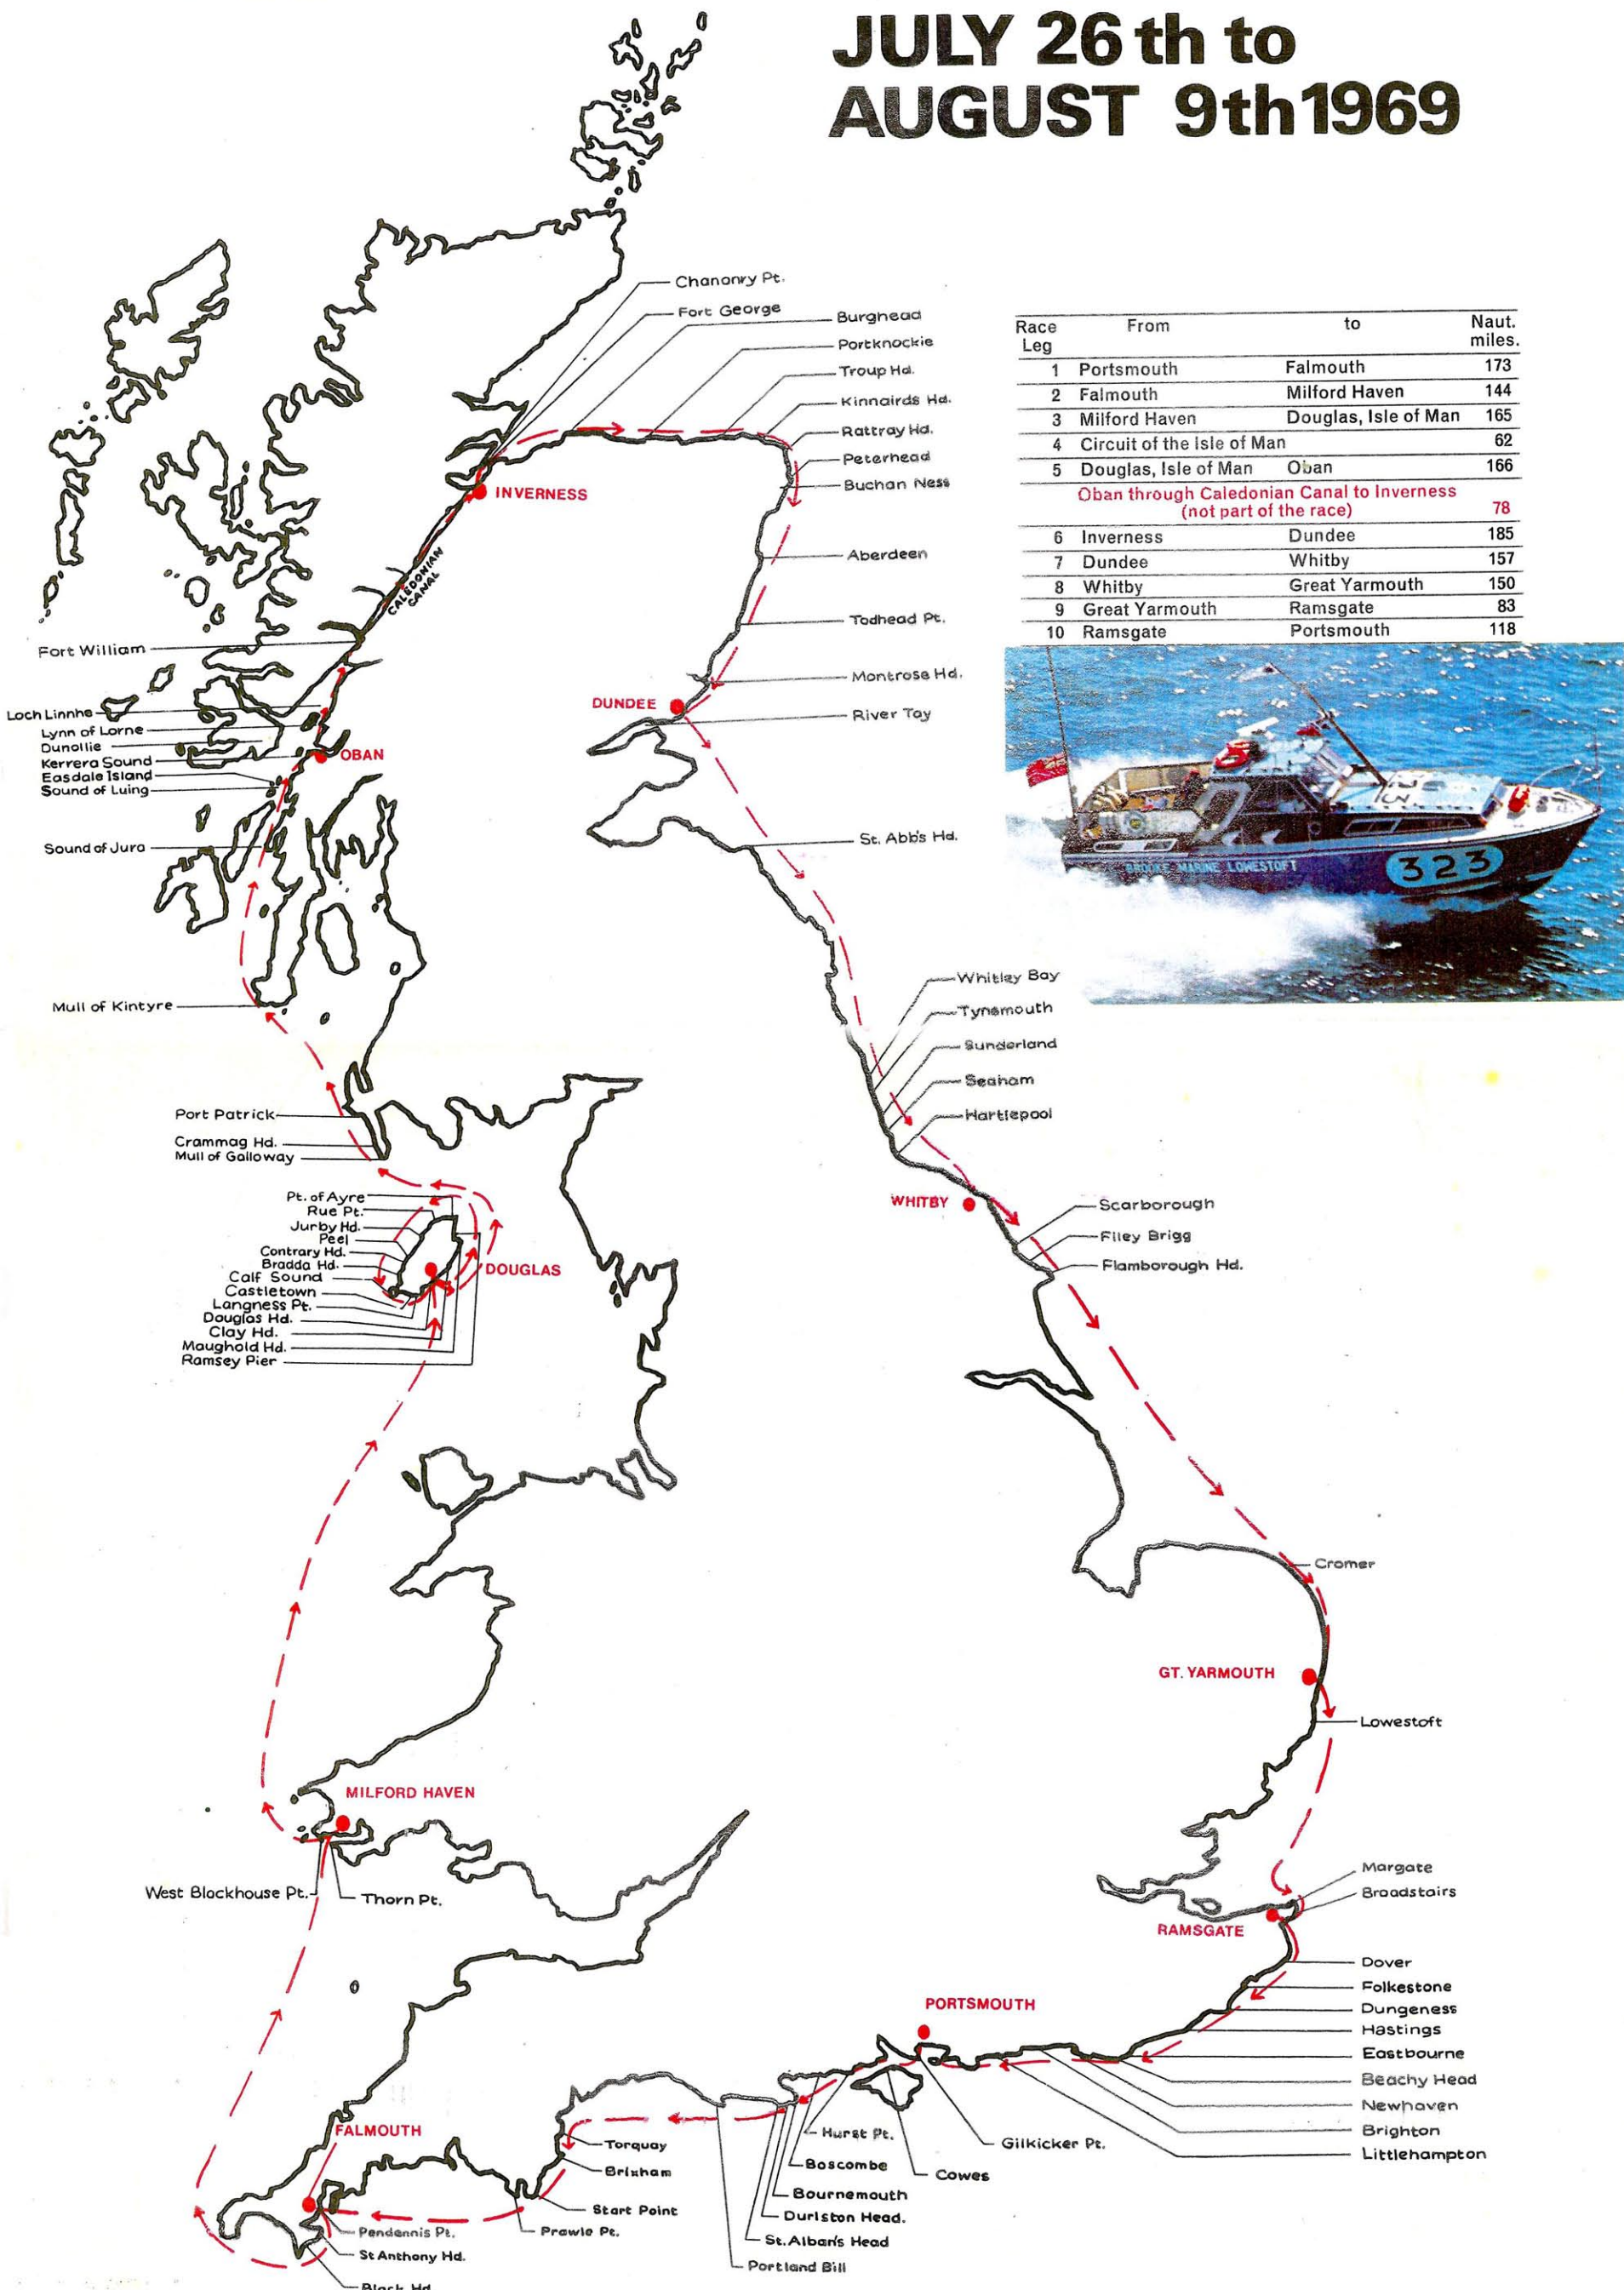 JULY 26th to
AUGUST 9th 1969
Chanonry Pt.
Fort George
Burghead
Portknockie
Troup Hd.
Kinnairds Hd.
Rattray Hd.
Peterhead
Buchan Ness
INVERNESS
Aberdeen
CALEDONIAN
CANAL
Todhead Pt.
Fort William
Montrose Hd.
DUNDEE
River Tay
Loch Linnhe
Lynn of Lorne
Dunollie
Kerrera Sound
OBAN
Easdale Island
Sound of Luing
St. Abb's Hd.
Sound of Jura
Race From to Naut.
Leg miles.
1 Portsmouth Falmouth 173
2 Falmouth Milford Haven 144
3 Milford Haven Douglas, Isle of Man 165
4 Circuit of the Isle of Man 62
5 Douglas, Isle of Man Oban 166
Oban through Caledonian Canal to Inverness
(not part of the race) 78
6 Inverness Dundee 185
7 Dundee Whitby 157
8 Whitby Great Yarmouth 150
9 Great Yarmouth Ramsgate 83
10 Ramsgate Portsmouth 118
323
BROOKE MARINE LOWESTOFT
323
Whitley Bay
Mull of Kintyre
Tynemouth
Sunderland
Seaham
Port Patrick
Hartlepool
Crammag Hd.
Mull of Galloway
Pt. of Ayre
WHITBY
Scarborough
Rue Pt.
Jurby Hd.
Filey Brigg
Peel
Contrary Hd.
Bradda Hd.
Flamborough Hd.
DOUGLAS
Calf Sound
Castletown
Langness Pt.
Douglas Hd.
Clay Hd.
Maughold Hd.
Ramsey Pier
Cromer
GT. YARMOUTH
Lowestoft
MILFORD HAVEN
Margate
West Blockhouse Pt.
Thorn Pt.
Broadstairs
RAMSGATE
Dover
Folkestone
PORTSMOUTH
Dungeness
Hastings
Eastbourne
Beachy Head
Newhaven
FALMOUTH
Brighton
Hurst Pt.
Gilkicker Pt.
Torquay
Littlehampton
Boscombe
Brixham
Cowes
Bournemouth
Start Point
Durlston Head.
Pendennis Pt.
Prawle Pt.
St. Alban's Head
St Anthony Hd.
Portland Bill
Black Hd.